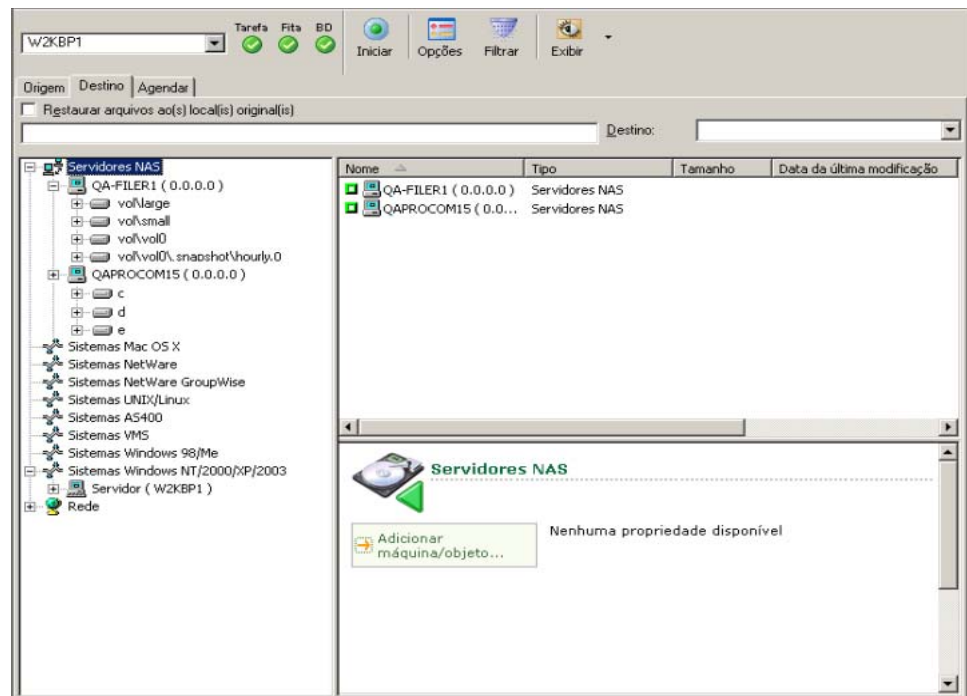 Tarefa Fita BD
W2KBP1
Iniciar Opções Filtrar Exibir
Origem Destino Agendar
Restaurar arquivos ao(s) local(is) original(is)
Destino:
Servidores NAS
QA-FILER1 ( 0.0.0.0 )
vol\large
vol\small
vol\vol0
vol\vol0\.snapshot\hourly.0
QAPROCOM15 ( 0.0.0.0 )
c
d
e
Sistemas Mac OS X
Sistemas NetWare
Sistemas NetWare GroupWise
Sistemas UNIX/Linux
Sistemas AS400
Sistemas VMS
Sistemas Windows 98/Me
Sistemas Windows NT/2000/XP/2003
Servidor ( W2KBP1 )
Rede
Nome Tipo Tamanho Data da última modificação
QA-FILER1 ( 0.0.0.0 ) Servidores NAS
QAPROCOM15 ( 0.0... Servidores NAS
Servidores NAS
Adicionar
máquina/objeto...
Nenhuma propriedade disponível